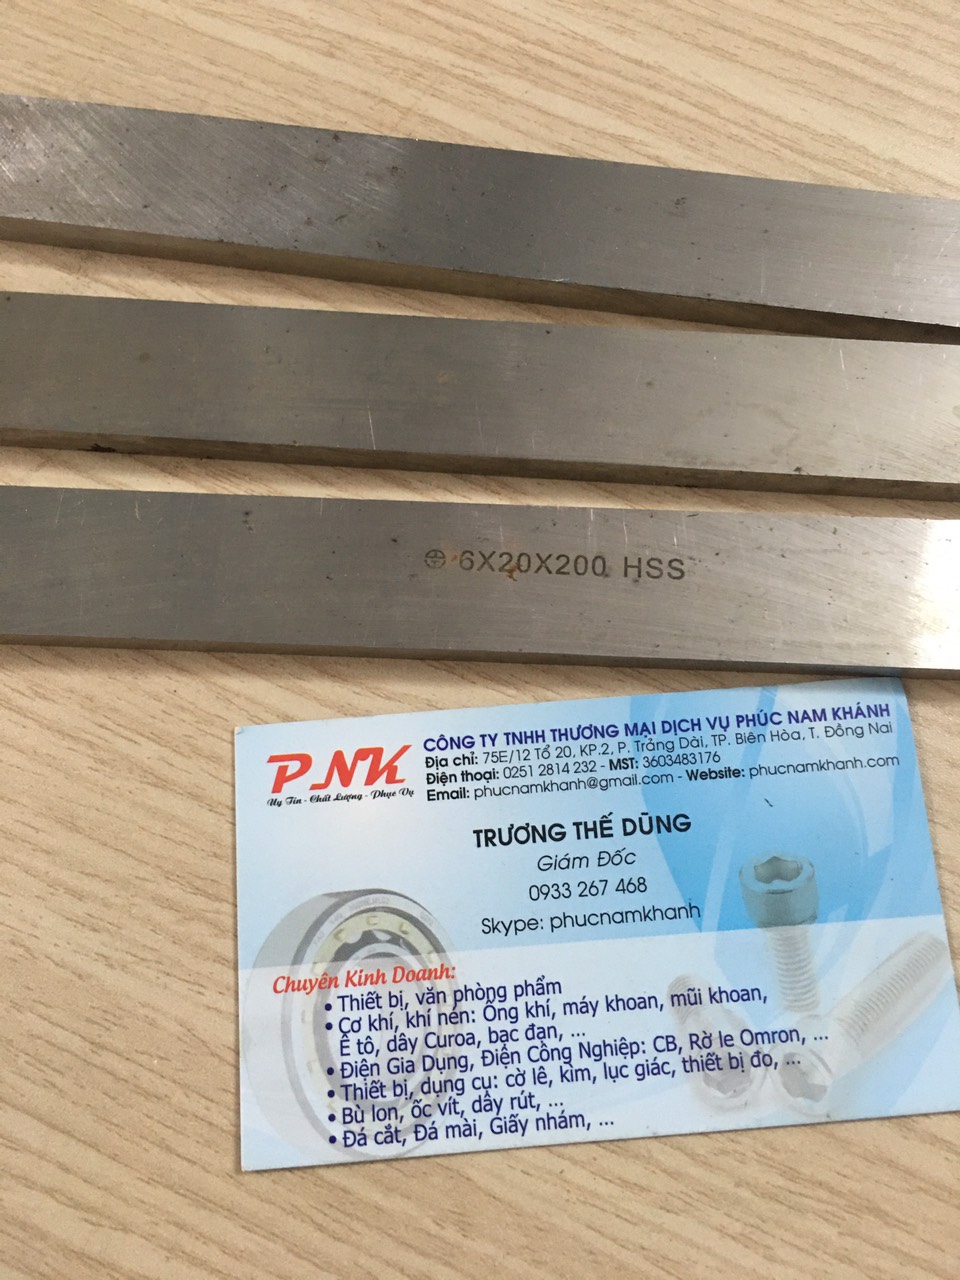 6X20X200 HSS
PNK
Uy Tín - Chất Lượng - Phục Vụ
CÔNG TY TNHH THƯƠNG MẠI DỊCH VỤ PHÚC NAM KHÁNH
Địa chỉ: 75E/12 Tổ 20, KP.2, P. Trảng Dài, TP. Biên Hòa, T. Đồng Nai
Điện thoại: 0251 2814 232 - MST: 3603483176
Email: phucnamkhanh@gmail.com - Website: phucnamkhanh.com
TRƯƠNG THẾ DŨNG
Giám Đốc
0933 267 468
Skype: phucnamkhanh
Chuyên Kinh Doanh:
• Thiết bị, văn phòng phẩm
• Cơ khí, khí nén: Ống khí, máy khoan, mũi khoan,
Ê tô, dây Curoa, bạc đạn, ...
• Điện Gia Dụng, Điện Công Nghiệp: CB, Rờ le Omron, ...
• Thiết bị, dụng cụ: cờ lê, kìm, lục giác, thiết bị đo, ...
• Bù lon, ốc vít, dây rút, ...
• Đá cắt, Đá mài, Giấy nhám, ...